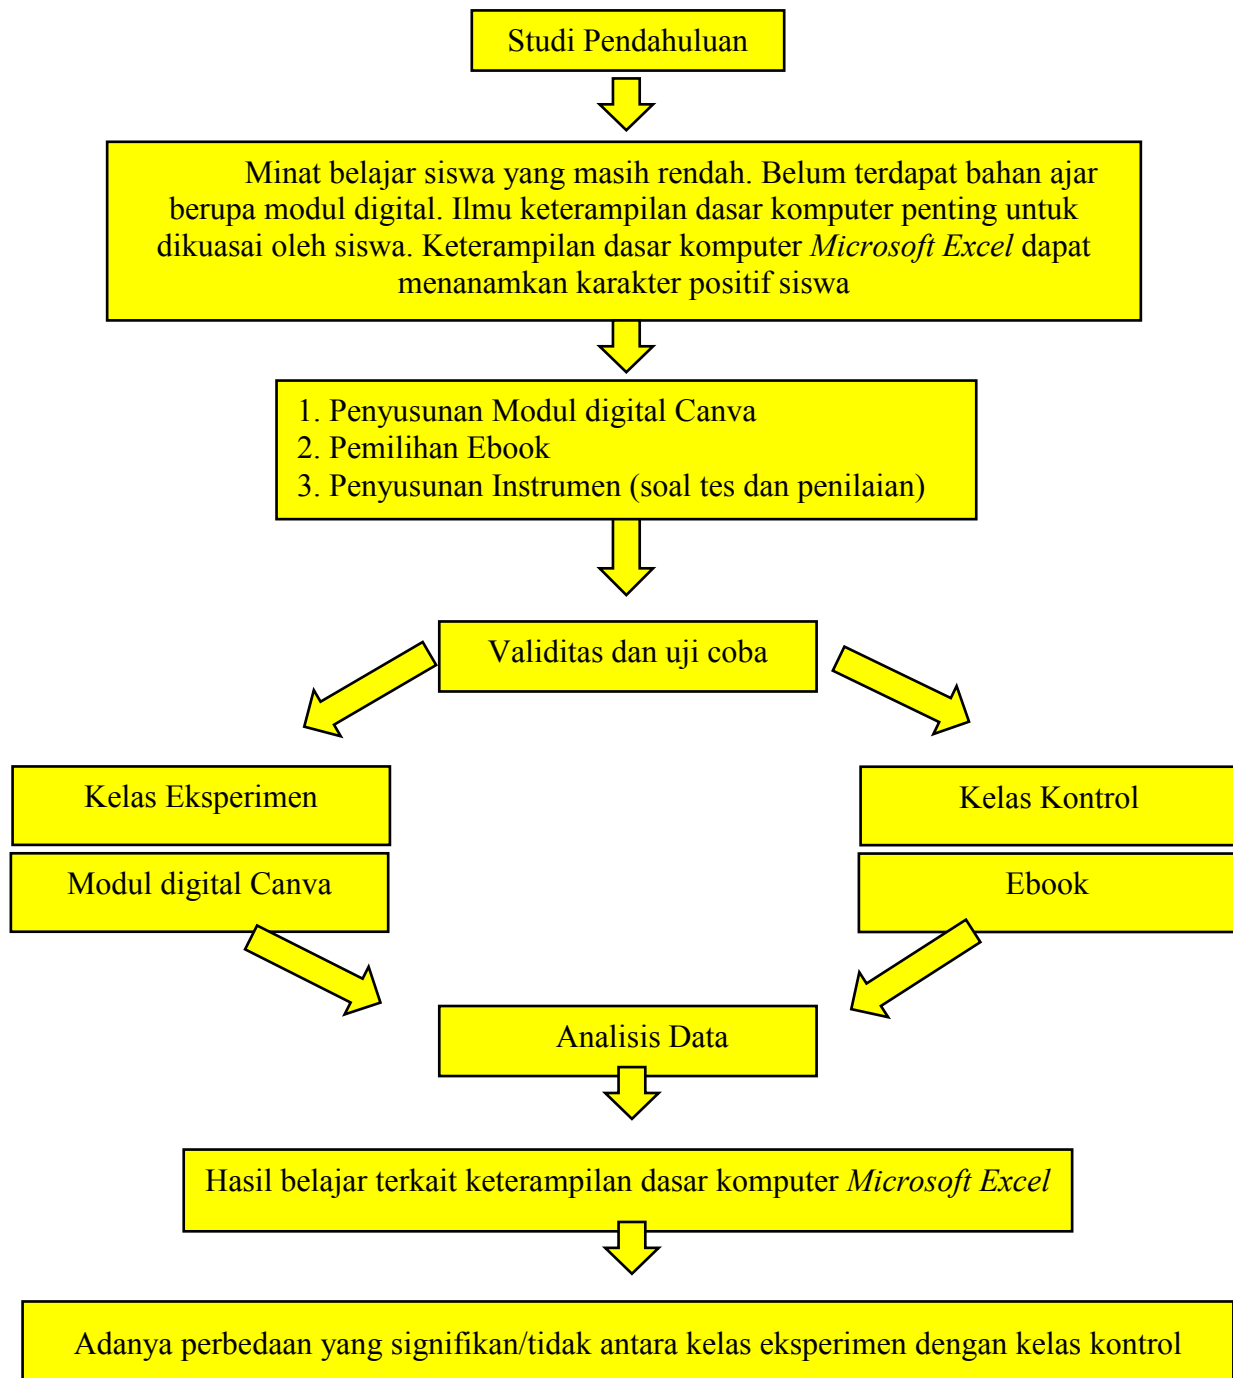 Studi Pendahuluan
Minat belajar siswa yang masih rendah. Belum terdapat bahan ajar
berupa modul digital. Ilmu keterampilan dasar komputer penting untuk
dikuasai oleh siswa. Keterampilan dasar komputer Microsoft Excel dapat
menanamkan karakter positif siswa
1. Penyusunan Modul digital Canva
2. Pemilihan Ebook
3. Penyusunan Instrumen (soal tes dan penilaian)
Validitas dan uji coba
Kelas Eksperimen
Modul digital Canva
Kelas Kontrol
Ebook
Analisis Data
Hasil belajar terkait keterampilan dasar komputer Microsoft Excel
Adanya perbedaan yang signifikan/tidak antara kelas eksperimen dengan kelas kontrol